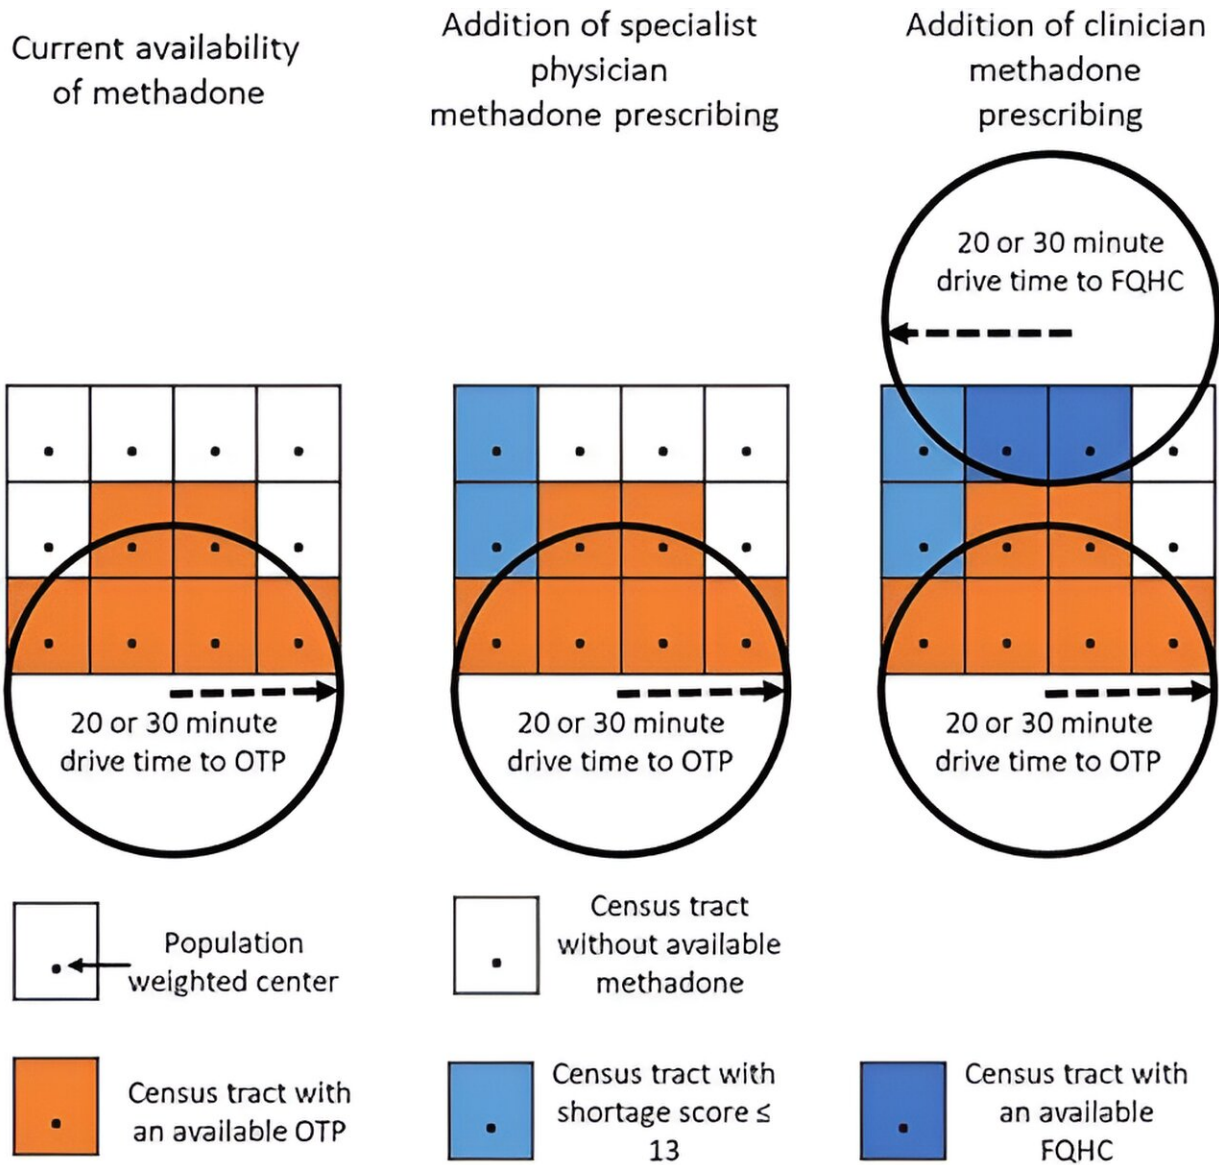 Current availability
of methadone
Addition of specialist
physician
methadone prescribing
Addition of clinician
methadone
prescribing
20 or 30 minute
drive time to FQHC
20 or 30 minute
drive time to OTP
20 or 30 minute
drive time to OTP
20 or 30 minute
drive time to OTP
Population
weighted center
Census tract
without available
methadone
Census tract with
an available OTP
Census tract with
shortage score ≤
13
Census tract with
an available
FQHC